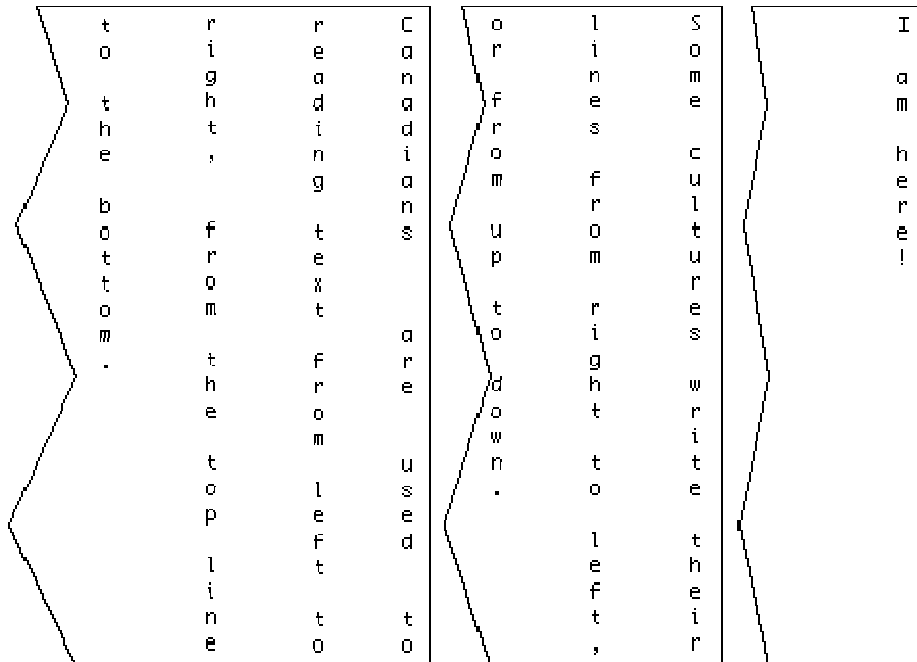 I am here!
Some cultures write their
lines from right to left,
or from up to down.
Canadians are used to
reading text from left to
right, from the top line
to the bottom.